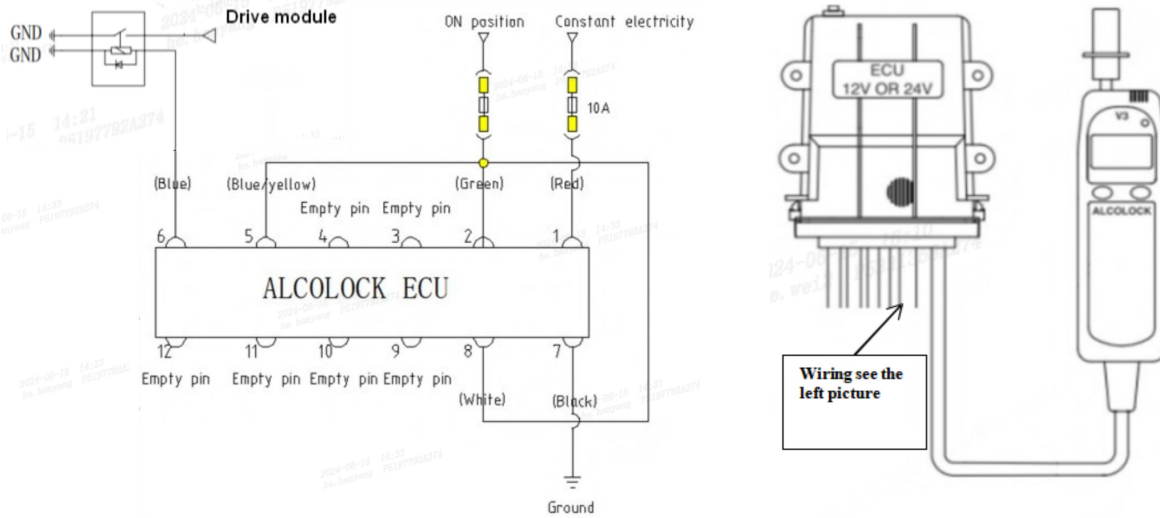 Drive module
GND
GND
ON position
Constant electricity
10A
(Blue)
(Blue/yellow)
(Green)
(Red)
Empty pin
Empty pin
6
5
4
3
2
1
ALCOLOCK ECU
12
11
10
9
8
7
Empty pin
Empty pin
Empty pin
Empty pin
(White)
(Black)
Ground
ECU
12V OR 24V
V3
ALCOLOCK
Wiring see the
left picture